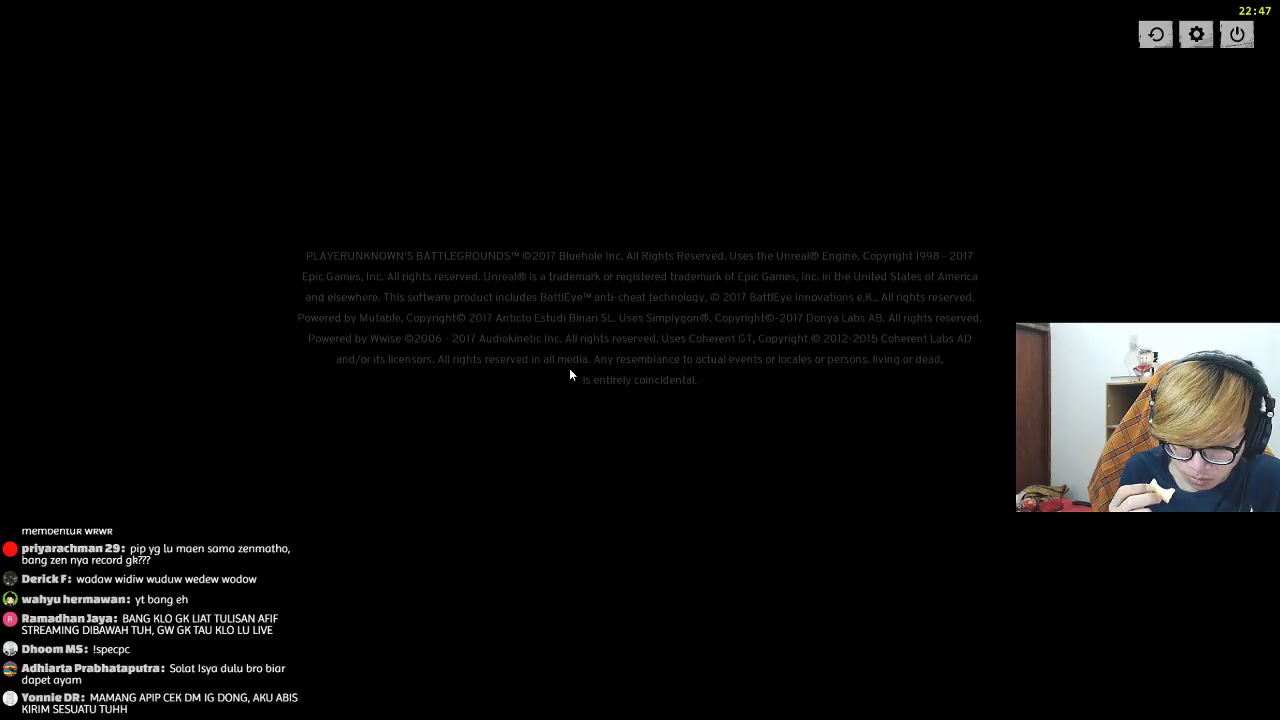 22:47
PLAYERUNKNOWN'S BATTLEGROUNDS™ ©2017 Bluehole Inc. All Rights Reserved. Uses the Unreal® Engine. Copyright 1998 - 2017
Epic Games, Inc. All rights reserved. Unreal® is a trademark or registered trademark of Epic Games, Inc. in the United States of America
and elsewhere. This software product includes BattlEye™ anti-cheat technology, © 2017 BattlEye Innovations e.K.. All rights reserved.
Powered by Mutable, Copyright© 2017 Anticto Estudi Binari SL. Uses Simplygon®, Copyright©-2017 Donya Labs AB. All rights reserved.
Powered by Wwise ©2006 - 2017 Audiokinetic Inc. All rights reserved. Uses Coherent GT, Copyright © 2012-2015 Coherent Labs AD
and/or its licensors. All rights reserved in all media. Any resemblance to actual events or locales or persons, living or dead,
is entirely coincidental.
membentur wrwr
priyarachman 29: pip yg lu maen sama zenmatho,
bang zen nya record gk???
Derick F: wadaw widiw wuduw wedew wodow
wahyu hermawan: yt bang eh
Ramadhan Jaya: BANG KLO GK LIAT TULISAN AFIF
STREAMING DIBAWAH TUH, GW GK TAU KLO LU LIVE
Dhoom MS: !specpc
Adhiarta Prabhataputra: Solat Isya dulu bro biar
dapet ayam
Yonnie DR: MAMANG APIP CEK DM IG DONG, AKU ABIS
KIRIM SESUATU TUHH